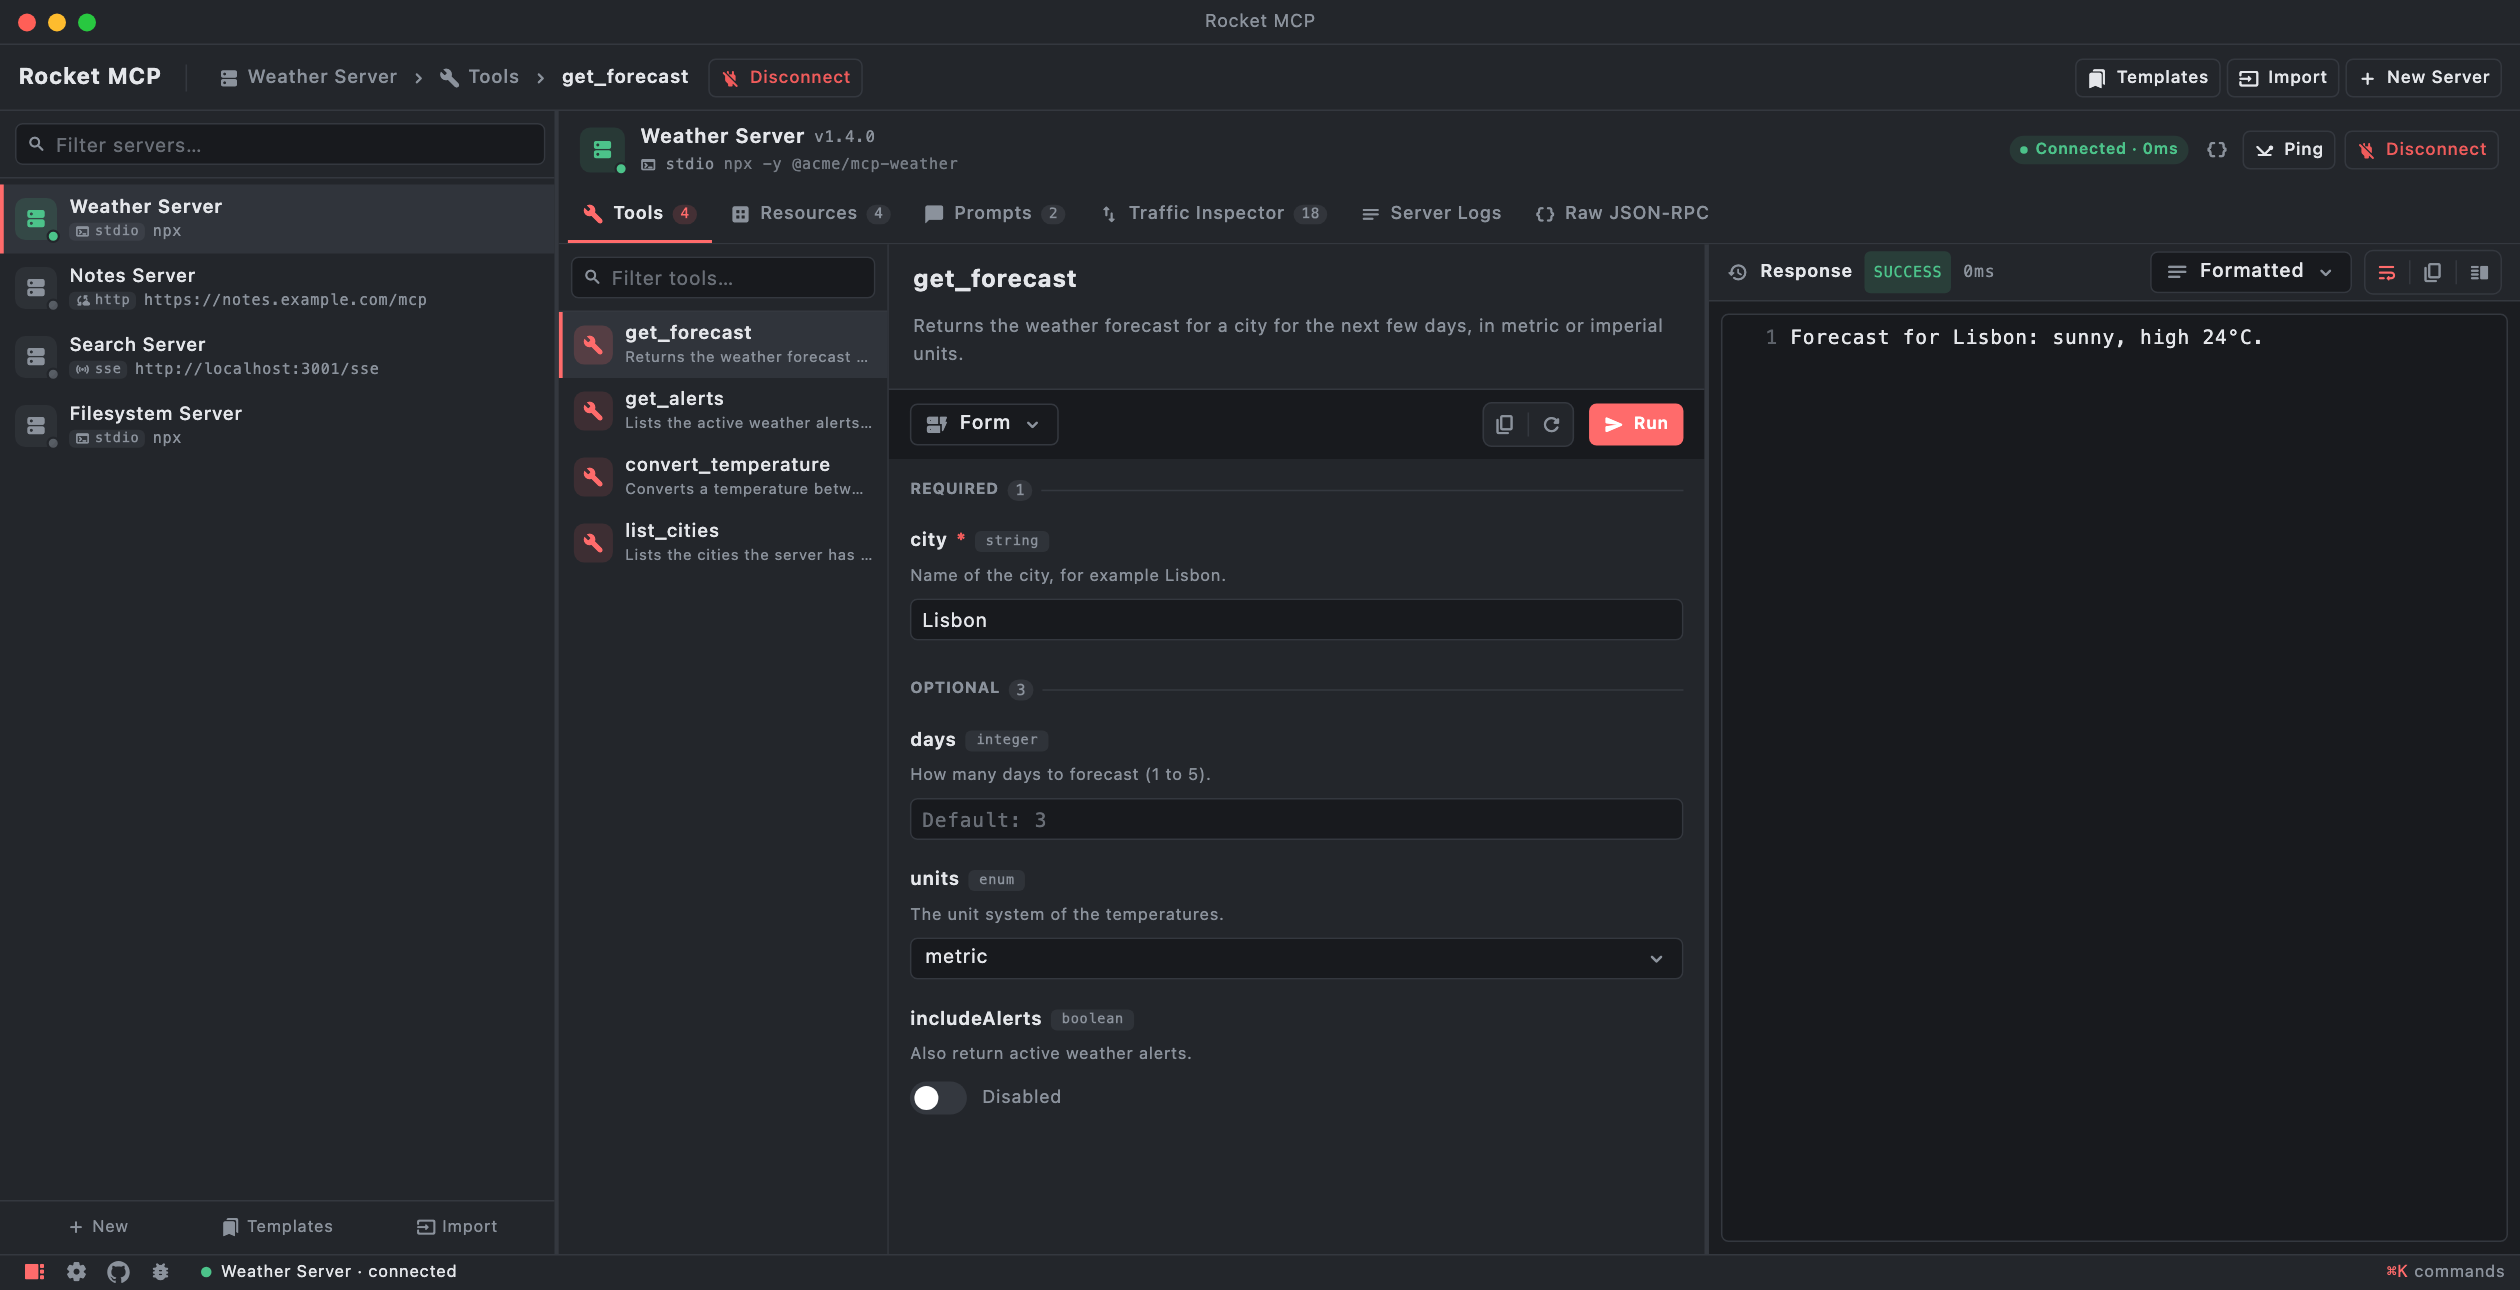 Rocket MCP
Rocket MCP
Weather Server
Tools
get_forecast
Disconnect
Templates
Import
New Server
Filter servers...
Weather Server
stdio npx
Notes Server
http https://notes.example.com/mcp
Search Server
sse http://localhost:3001/sse
Filesystem Server
stdio npx
New
Templates
Import
Weather Server v1.4.0
stdio npx -y @acme/mcp-weather
Connected · 0ms
{}
Ping
Disconnect
Tools 4
Resources 4
Prompts 2
Traffic Inspector 18
Server Logs
{} Raw JSON-RPC
Filter tools...
get_forecast
Returns the weather forecast ...
get_alerts
Lists the active weather alerts...
convert_temperature
Converts a temperature betw...
list_cities
Lists the cities the server has ...
get_forecast
Returns the weather forecast for a city for the next few days, in metric or imperial
units.
Form
Run
REQUIRED 1
city * string
Name of the city, for example Lisbon.
Lisbon
OPTIONAL 3
days integer
How many days to forecast (1 to 5).
Default: 3
units enum
The unit system of the temperatures.
metric
includeAlerts boolean
Also return active weather alerts.
Disabled
Response SUCCESS 0ms
Formatted
1 Forecast for Lisbon: sunny, high 24°C.
Weather Server · connected
⌘K commands